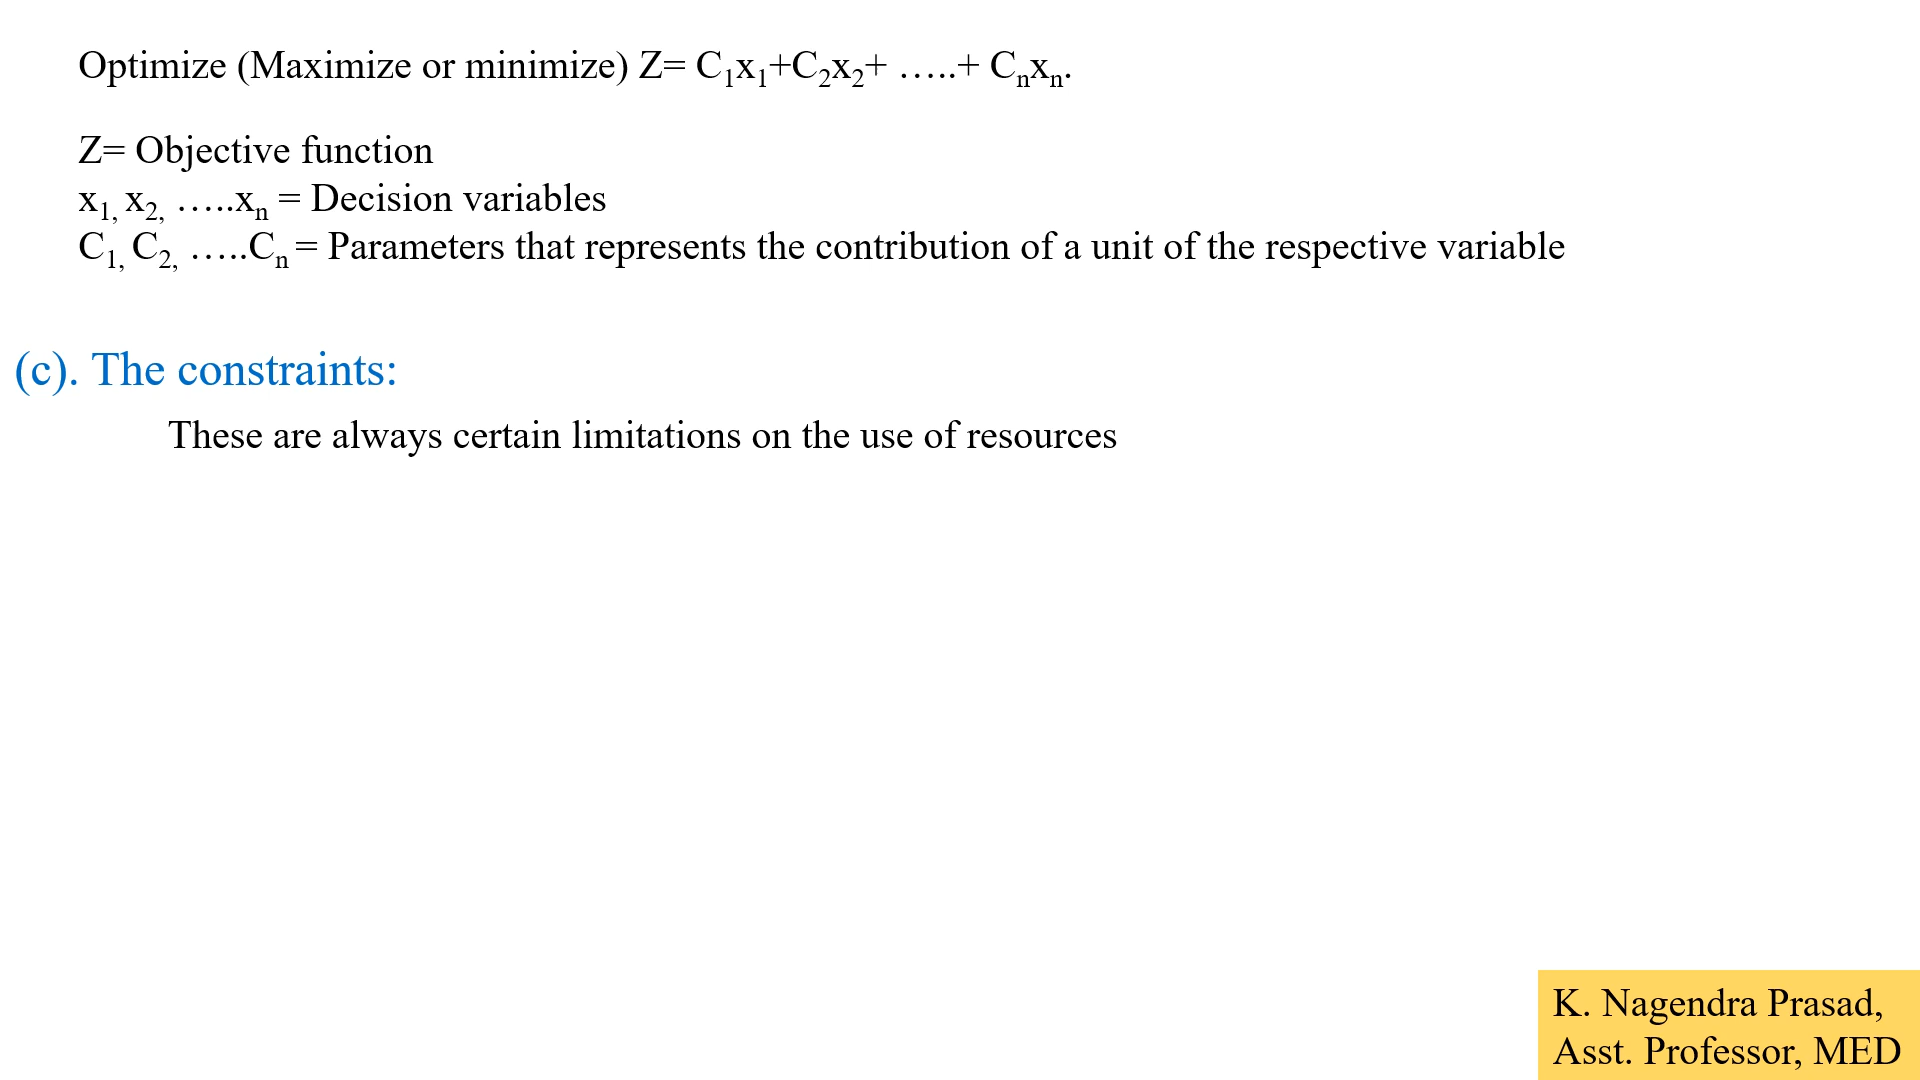 Optimize (Maximize or minimize) Z= C₁x₁+C₂x₂+ …..+ Cₙxₙ.
Z= Objective function
x₁, x₂, …..xₙ = Decision variables
C₁, C₂, …..Cₙ = Parameters that represents the contribution of a unit of the respective variable
(c). The constraints:
These are always certain limitations on the use of resources
K. Nagendra Prasad,
Asst. Professor, MED